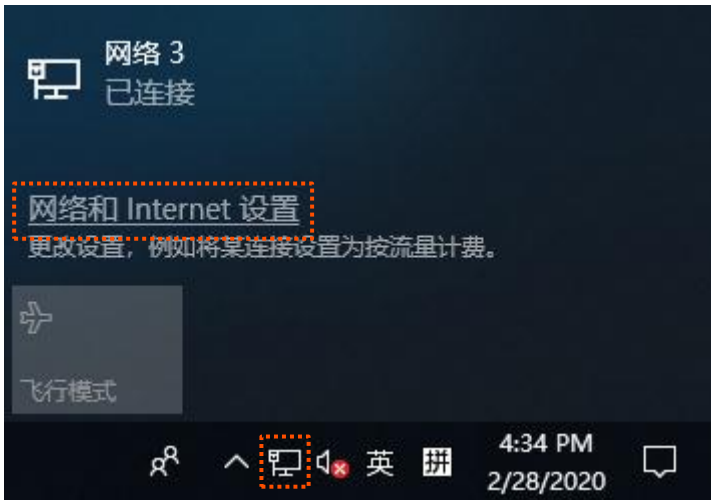 网络 3
已连接
网络和 Internet 设置
更改设置，例如将某连接设置为按流量计费。
飞行模式
英 拼 4:34 PM
2/28/2020